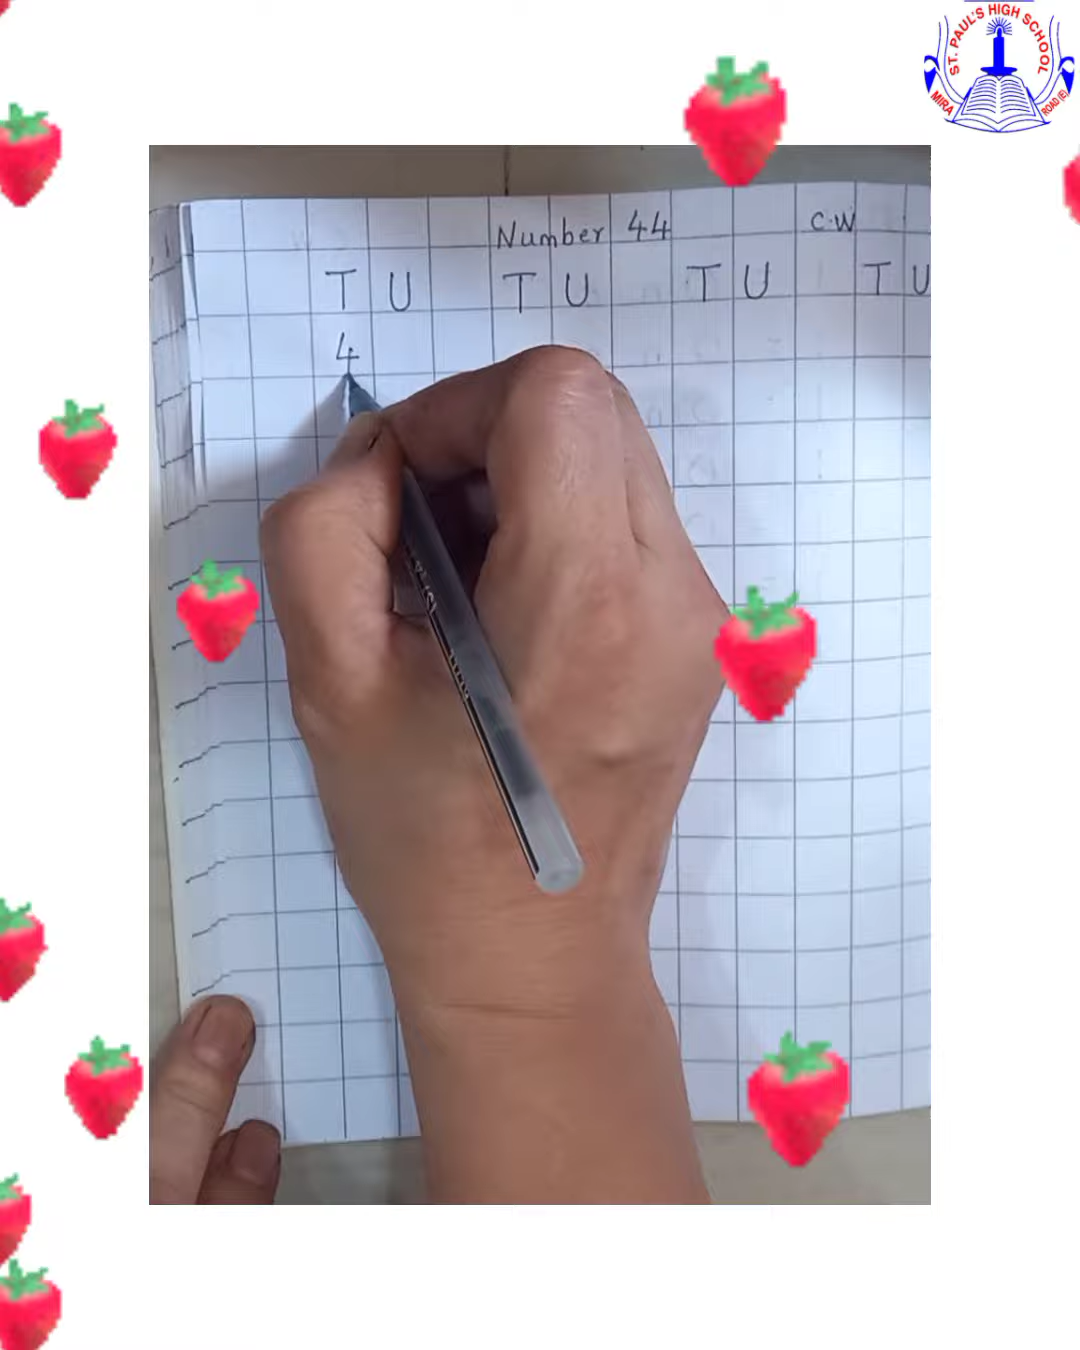 ST. PAUL'S HIGH SCHOOL
MIRA ROAD (E)
Number 44 C.W
T U T U T U T U
4